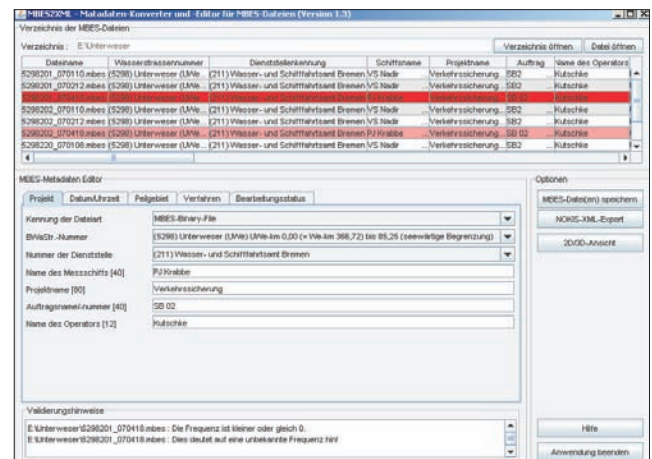 MBES2XML - Metadaten-Konverter und -Editor für MBES-Dateien (Version 1.3)
Verzeichnis der MBES-Dateien
Verzeichnis : E:\Unterweser Verzeichnis öffnen Datei öffnen
Dateiname Wasserstrassennummer Dienststellenkennung Schiffsname Projektname Auftrag Name des Operators
5298201_070110.mbes (5298) Unterweser (UWe... (211) Wasser- und Schifffahrtsamt Bremen VS Nadir ...Verkehrssicherung... SB2 ...Kutschke
5298201_070212.mbes (5298) Unterweser (UWe... (211) Wasser- und Schifffahrtsamt Bremen VS Nadir ...Verkehrssicherung... SB2 ...Kutschke
5298202_070110.mbes (5298) Unterweser (UWe... (211) Wasser- und Schifffahrtsamt Bremen VS Nadir ...Verkehrssicherung... SB2 ...Kutschke
5298202_070212.mbes (5298) Unterweser (UWe... (211) Wasser- und Schifffahrtsamt Bremen VS Nadir ...Verkehrssicherung... SB2 ...Kutschke
5298202_070418.mbes (5298) Unterweser (UWe... (211) Wasser- und Schifffahrtsamt Bremen PJ Krabbe ...Verkehrssicherung... SB 02 ...Kutschke
5298220_070108.mbes (5298) Unterweser (UWe... (211) Wasser- und Schifffahrtsamt Bremen VS Nadir ...Verkehrssicherung... SB2 ...Kutschke
MBES-Metadaten Editor
Optionen
Projekt Datum/Uhrzeit Peilgebiet Verfahren Bearbeitungsstatus
MBES-Datei(en) speichern
Kennung der Dateiart MBES-Binary-File
NOKIS-XML-Export
BWaStr.-Nummer (5298) Unterweser (UWe) UWe-km 0,00 (= We-km 366,72) bis 85,25 (seewärtige Begrenzung)
2D/3D-Ansicht
Nummer der Dienststelle (211) Wasser- und Schifffahrtsamt Bremen
Name des Messschiffs [40] PJ Krabbe
Projektname [80] Verkehrssicherung
Auftragsname/-nummer [40] SB 02
Name des Operators [12] Kutschke
Validierungshinweise
E:\Unterweser\5298201_070418.mbes : Die Frequenz ist kleiner oder gleich 0.
E:\Unterweser\5298201_070418.mbes : Dies deutet auf eine unbekannte Frequenz hin!
Hilfe
Anwendung beenden